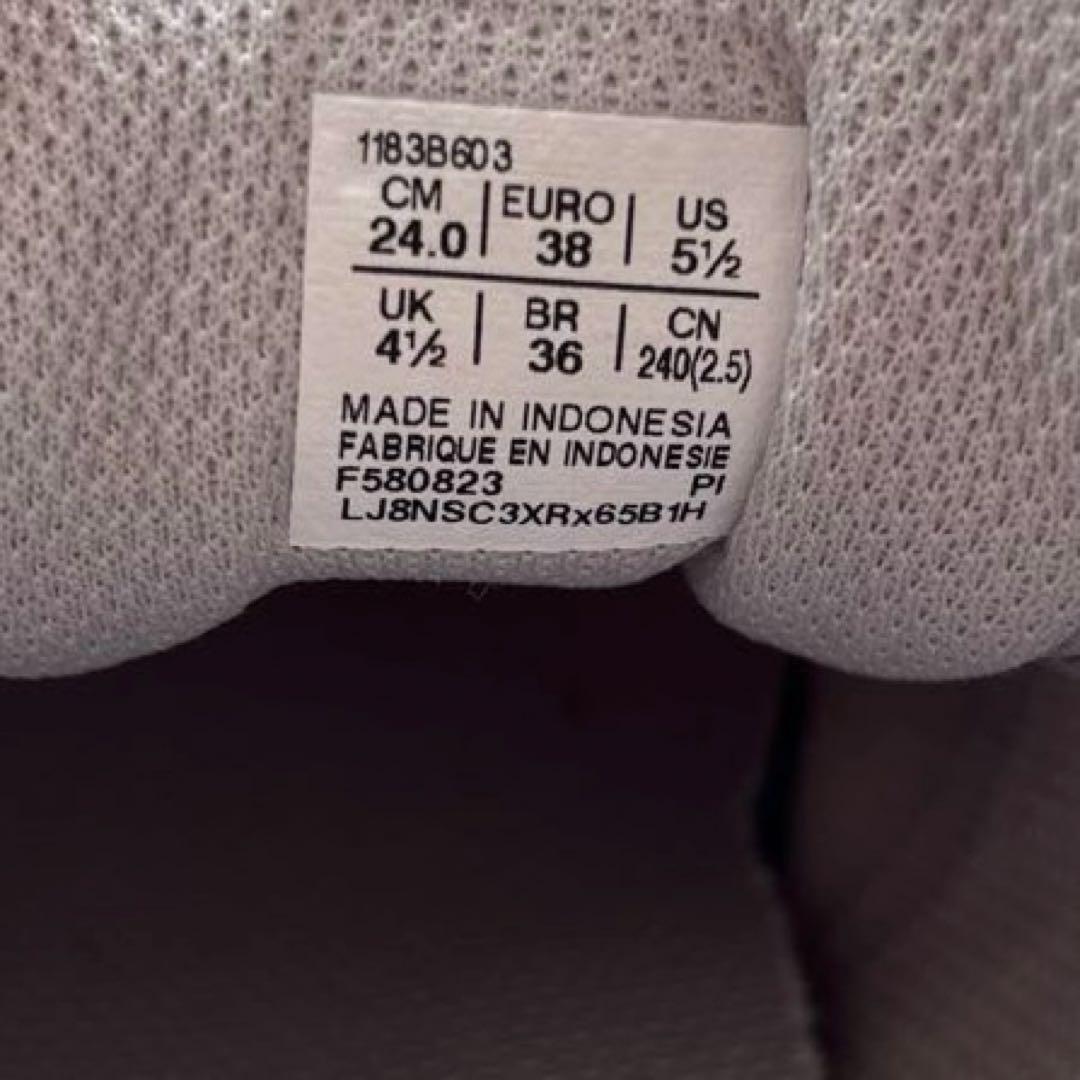 1183B603
CM | EURO | US
24.0 | 38 | 5½
UK | BR | CN
4½ | 36 | 240(2.5)
MADE IN INDONESIA
FABRIQUE EN INDONESIE
F580823 PI
LJ8NSC3XRx65B1H